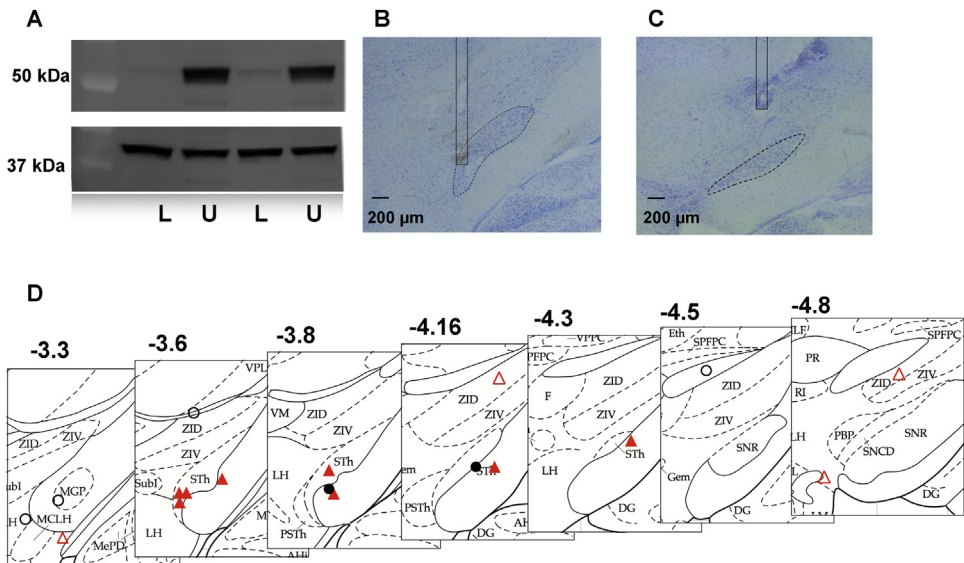 A
B
C
50 kDa
37 kDa
L U L U
200 µm
200 µm
D
-3.3
-3.6
-3.8
-4.16
-4.3
-4.5
-4.8
ZID
ZIV
SubI
MGP
H
MCLH
MePD
VPL
ZID
ZIV
SubI
STh
LH
VM
ZID
ZIV
STh
LH
PSTh
AHi
ZID
ZIV
STh
PSTh
DG
VPPC
PFPC
F
ZID
ZIV
STh
LH
DG
Eth
SPFPC
ZID
ZIV
SNR
Gem
DG
SPFPC
PR
ZID
ZIV
RI
LH
PBP
SNR
SNCD
DG